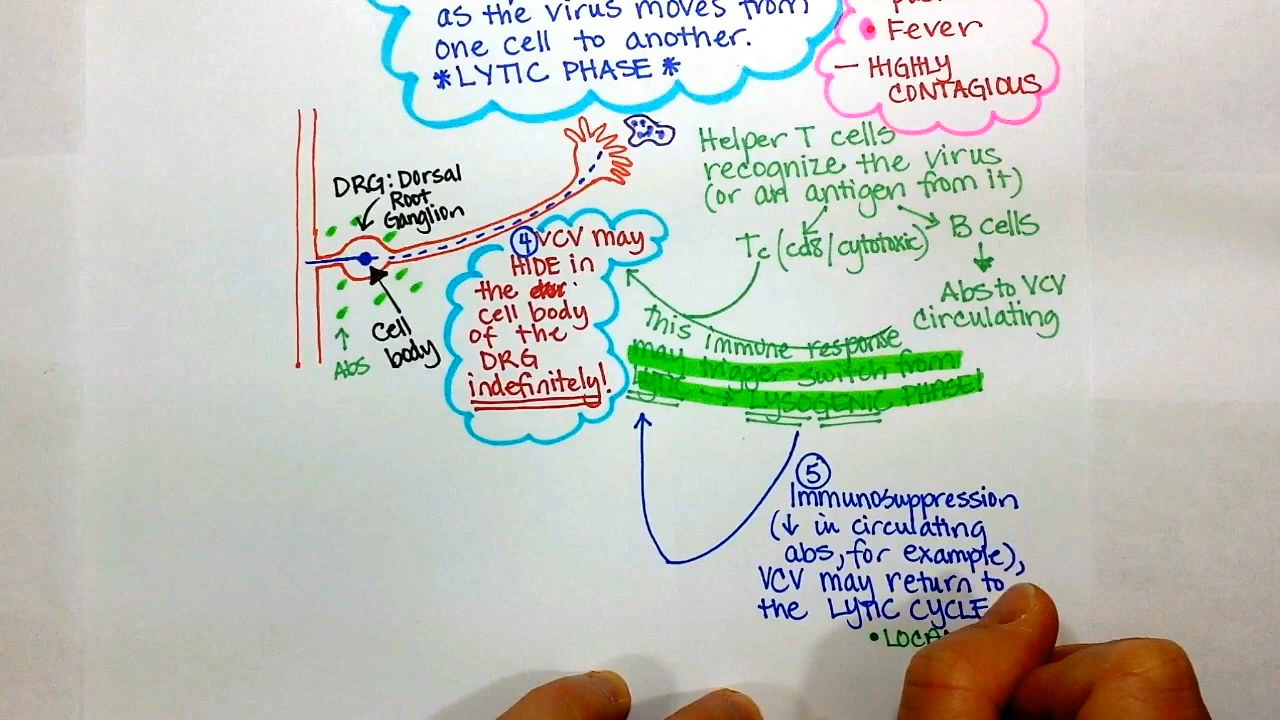 as the virus moves from
one cell to another.
*LYTIC PHASE*
• Fever
— HIGHLY
CONTAGIOUS
DRG: Dorsal
Root
Ganglion
Cell
body
Abs
④ VCV may
HIDE in
the
cell body
of the
DRG
indefinitely!
Helper T cells
recognize the virus
(or an antigen from it)
Tc (cd8/cytotoxic)
B cells
Abs to VCV
circulating
This immune response
may trigger switch from
LYTIC → LYSOGENIC PHASE!
⑤
Immunosuppression
(↓ in circulating
abs, for example),
VCV may return to
the LYTIC CYCLE